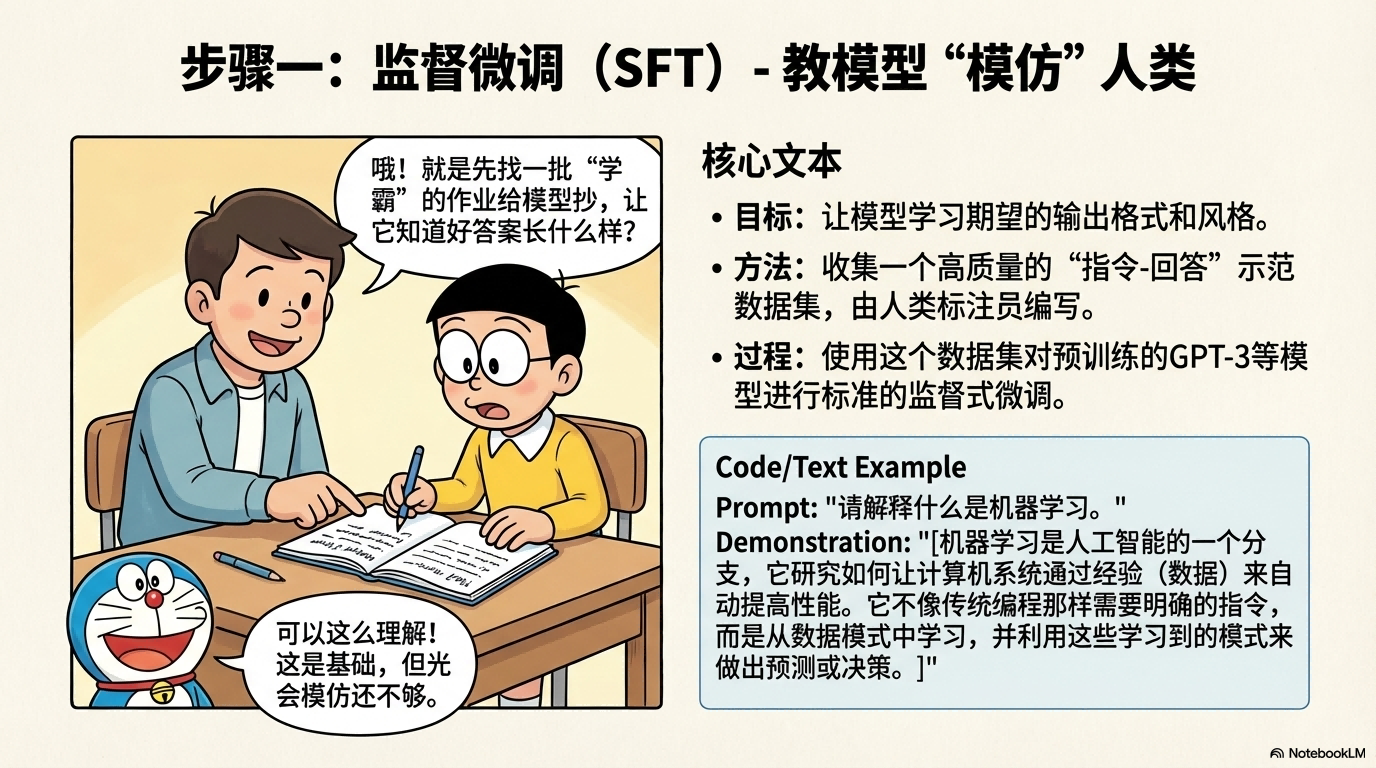 步骤一：监督微调（SFT）- 教模型 “模仿” 人类
哦！就是先找一批“学
霸”的作业给模型抄，让
它知道好答案长什么样？
可以这么理解！
这是基础，但光
会模仿还不够。
核心文本
• 目标：让模型学习期望的输出格式和风格。
• 方法：收集一个高质量的“指令-回答”示范
数据集，由人类标注员编写。
• 过程：使用这个数据集对预训练的GPT-3等模
型进行标准的监督式微调。
Code/Text Example
Prompt: "请解释什么是机器学习。"
Demonstration: "[机器学习是人工智能的一个分
支，它研究如何让计算机系统通过经验（数据）来自
动提高性能。它不像传统编程那样需要明确的指令，
而是从数据模式中学习，并利用这些学习到的模式来
做出预测或决策。]"
NotebookLM